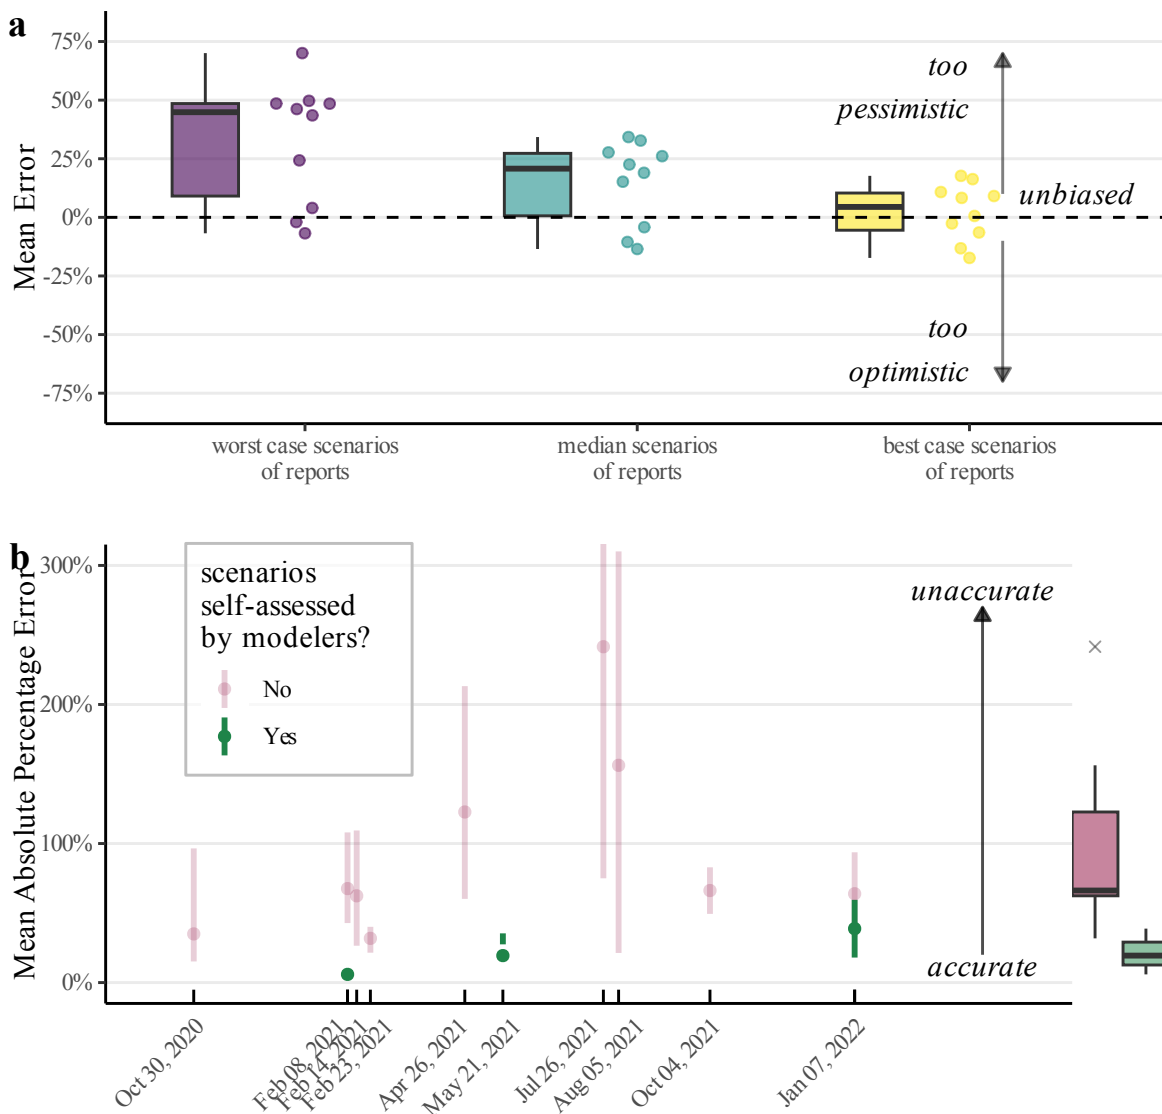 a
Mean Error
75%
50%
25%
0%
-25%
-50%
-75%
too
pessimistic
unbiased
too
optimistic
worst case scenarios
of reports
median scenarios
of reports
best case scenarios
of reports
b
Mean Absolute Percentage Error
300%
200%
100%
0%
scenarios
self-assessed
by modelers?
No
Yes
unaccurate
accurate
Oct 30, 2020
Feb 08, 2021
Feb 14, 2021
Feb 23, 2021
Apr 26, 2021
May 21, 2021
Jul 26, 2021
Aug 05, 2021
Oct 04, 2021
Jan 07, 2022